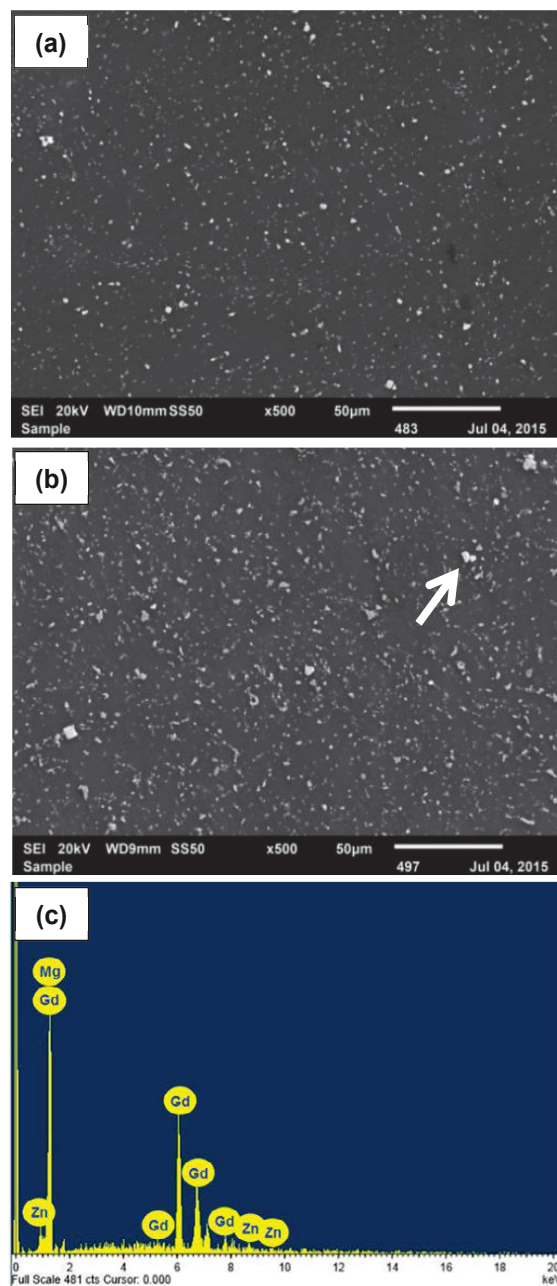 (a)
SEI 20kV WD10mm SS50 x500 50µm
Sample 483 Jul 04, 2015
(b)
SEI 20kV WD9mm SS50 x500 50µm
Sample 497 Jul 04, 2015
(c)
Mg
Gd
Gd
Gd
Zn
Gd
Gd
Zn
Zn
0 2 4 6 8 10 12 14 16 18 20
Full Scale 481 cts Cursor: 0.000